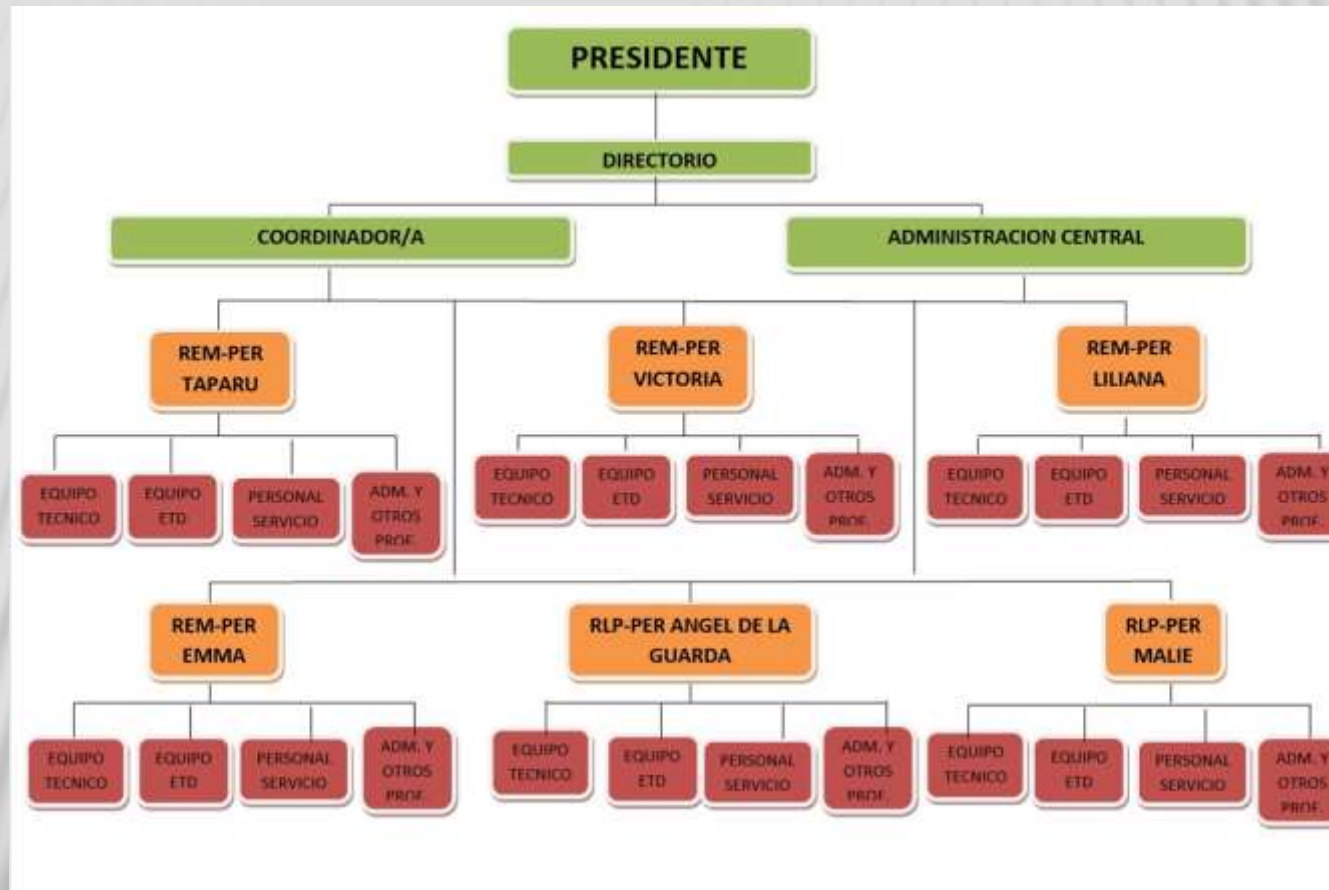 PRESIDENTE
DIRECTORIO
COORDINADOR/A
ADMINISTRACION CENTRAL
REM-PER
TAPARU
REM-PER
VICTORIA
REM-PER
LILIANA
EQUIPO
TECNICO
EQUIPO
ETD
PERSONAL
SERVICIO
ADM. Y
OTROS
PROF.
EQUIPO
TECNICO
EQUIPO
ETD
PERSONAL
SERVICIO
ADM. Y
OTROS
PROF.
EQUIPO
TECNICO
EQUIPO
ETD
PERSONAL
SERVICIO
ADM. Y
OTROS
PROF.
REM-PER
EMMA
RLP-PER ANGEL DE LA
GUARDA
RLP-PER
MALIE
EQUIPO
TECNICO
EQUIPO
ETD
PERSONAL
SERVICIO
ADM. Y
OTROS
PROF.
EQUIPO
TECNICO
EQUIPO
ETD
PERSONAL
SERVICIO
ADM. Y
OTROS
PROF.
EQUIPO
TECNICO
EQUIPO
ETD
PERSONAL
SERVICIO
ADM. Y
OTROS
PROF.